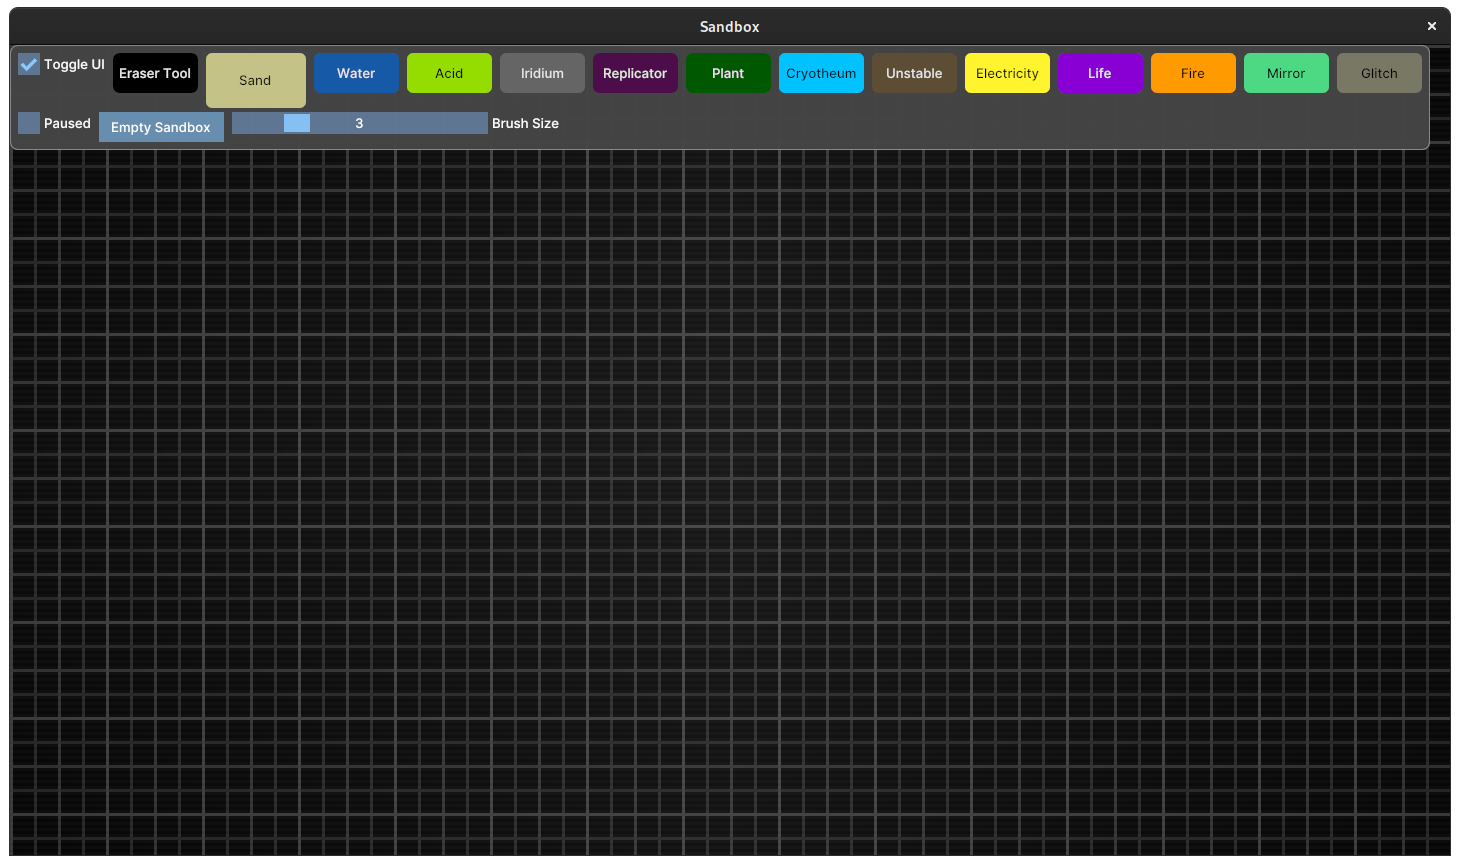 Sandbox
Toggle UI Eraser Tool Sand Water Acid Iridium Replicator Plant Cryotheum Unstable Electricity Life Fire Mirror Glitch
Paused Empty Sandbox 3 Brush Size